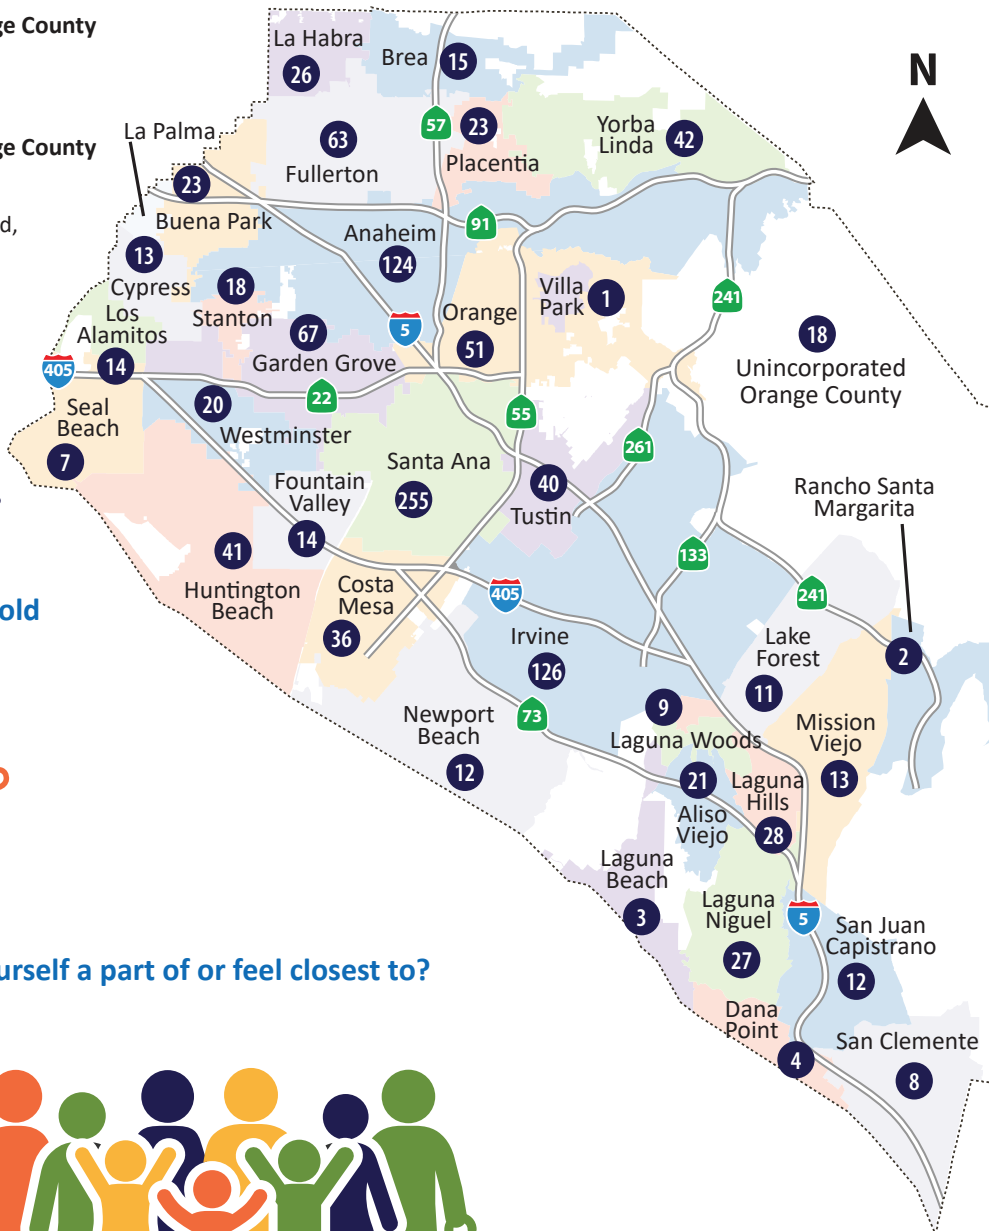 ge County
ge County
d,
old
urself a part of or feel closest to?
N
La Habra
26
Brea
15
57
23
Placentia
Yorba
Linda
42
La Palma
63
Fullerton
23
Buena Park
91
Anaheim
124
13
Cypress
18
Stanton
Villa
Park
1
241
Los
Alamitos
14
67
Garden Grove
5
Orange
51
18
Unincorporated
Orange County
405
22
55
Seal
Beach
7
20
Westminster
261
Santa Ana
255
40
Tustin
Fountain
Valley
14
Rancho Santa
Margarita
2
41
Huntington
Beach
133
Costa
Mesa
36
405
241
Irvine
126
Lake
Forest
11
Newport
Beach
12
73
9
Laguna Woods
Mission
Viejo
13
21
Aliso
Viejo
Laguna
Hills
28
Laguna
Beach
3
Laguna
Niguel
27
5
San Juan
Capistrano
12
Dana
Point
4
San Clemente
8